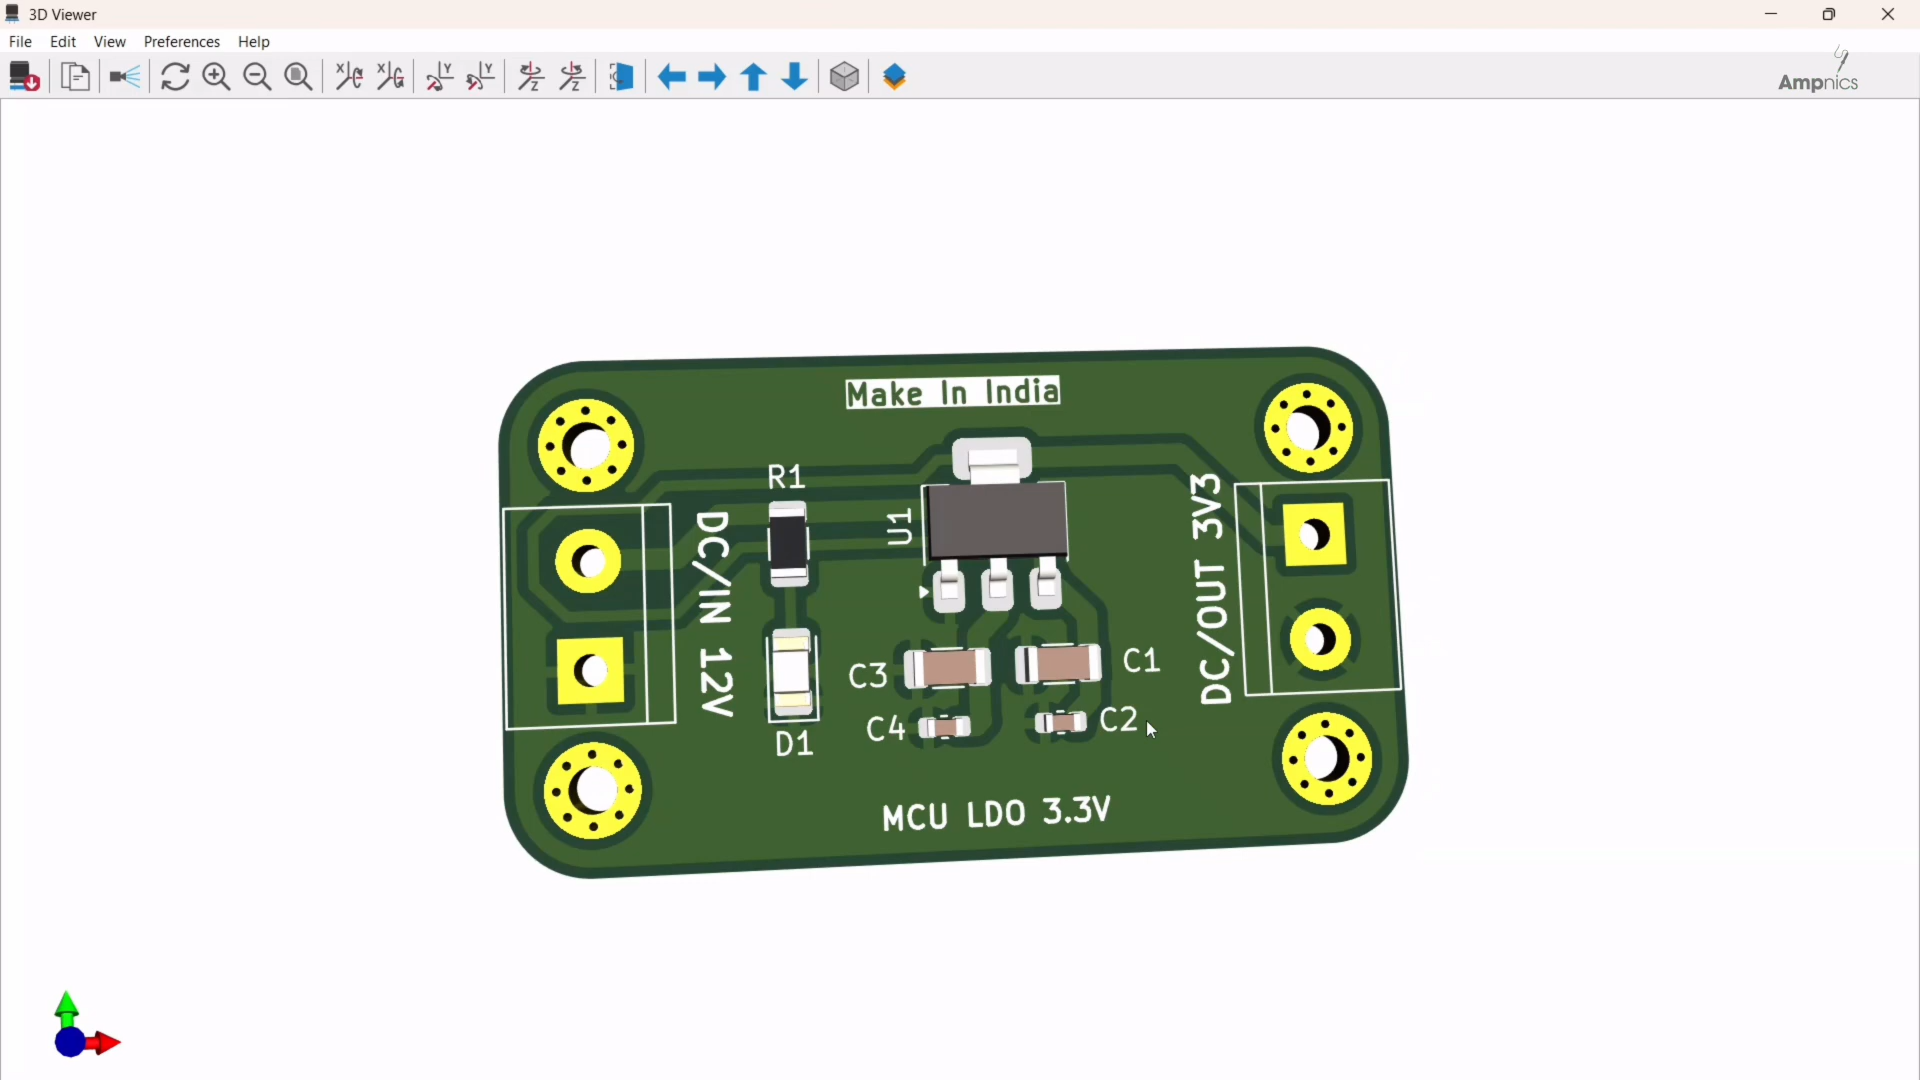 3D Viewer
File Edit View Preferences Help
Ampnics
Make In India
R1
U1
DC/IN 12V
DC/OUT 3V3
C3
C1
C4
C2
D1
MCU LDO 3.3V